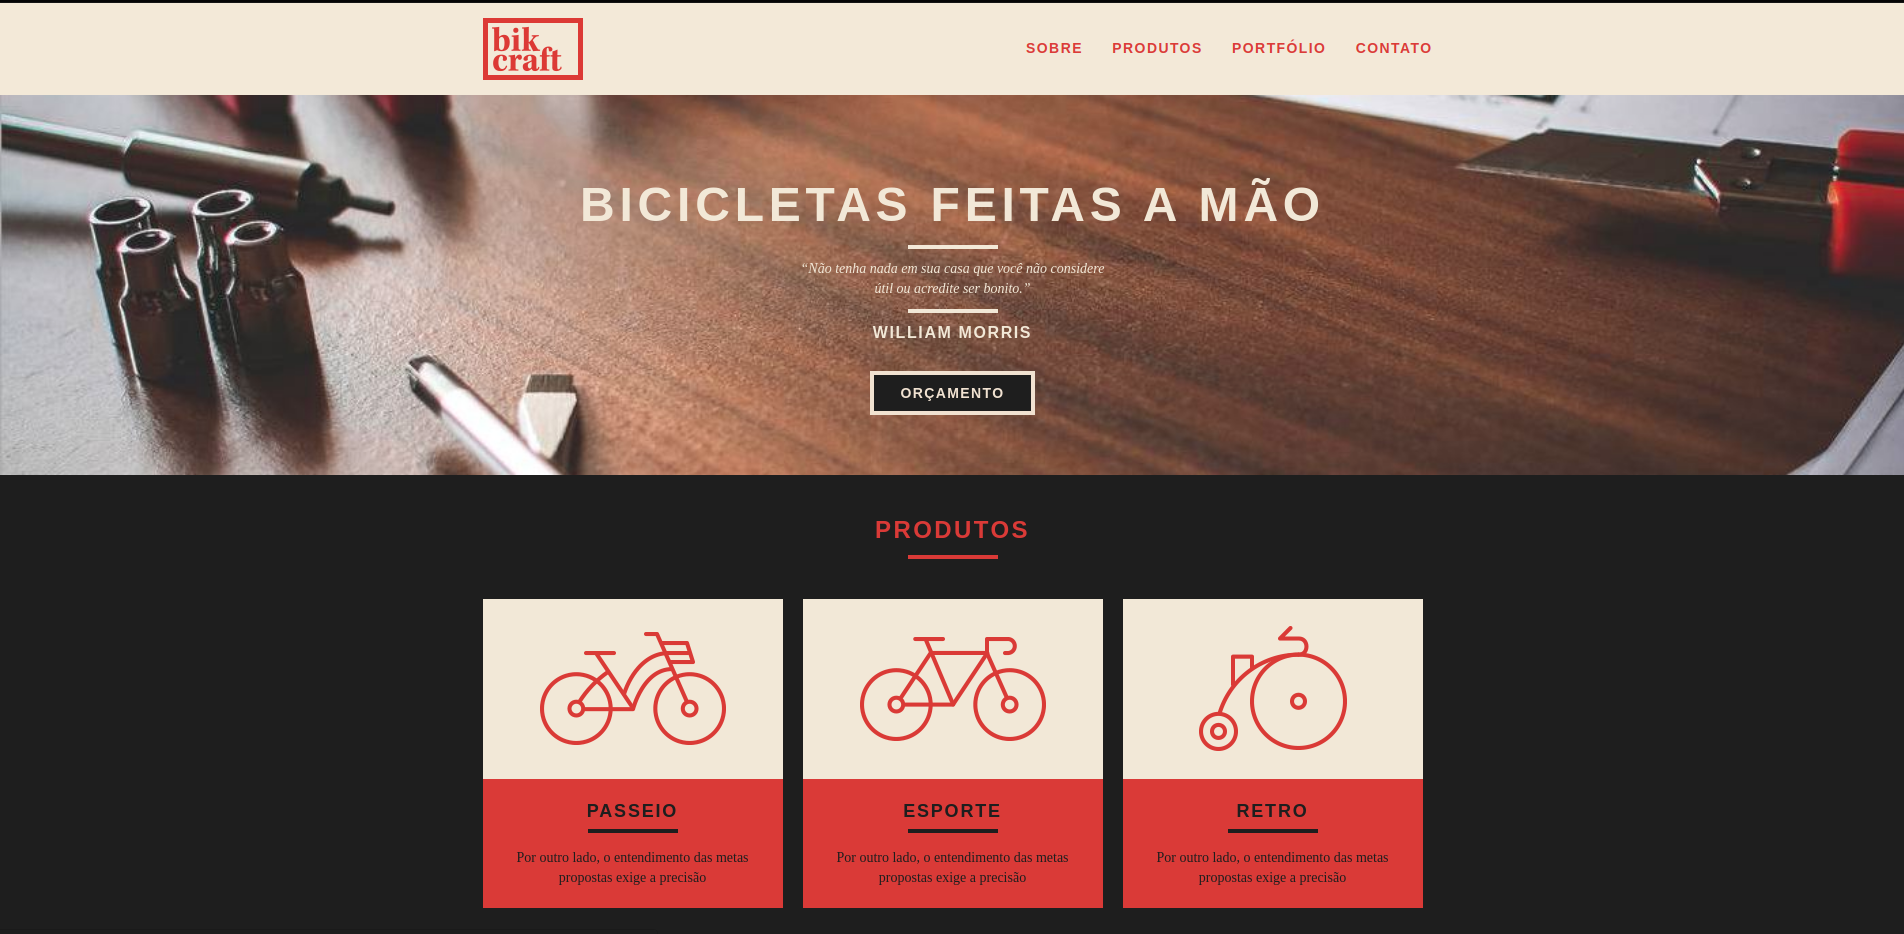 bik
craft
SOBRE PRODUTOS PORTFÓLIO CONTATO
BICICLETAS FEITAS A MÃO
“Não tenha nada em sua casa que você não considere
útil ou acredite ser bonito.”
WILLIAM MORRIS
ORÇAMENTO
PRODUTOS
PASSEIO
Por outro lado, o entendimento das metas
propostas exige a precisão
ESPORTE
Por outro lado, o entendimento das metas
propostas exige a precisão
RETRO
Por outro lado, o entendimento das metas
propostas exige a precisão